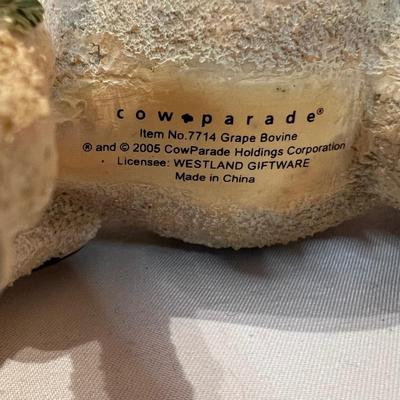 cow parade®
Item No.7714 Grape Bovine
® and © 2005 CowParade Holdings Corporation
• Licensee: WESTLAND GIFTWARE
Made in China